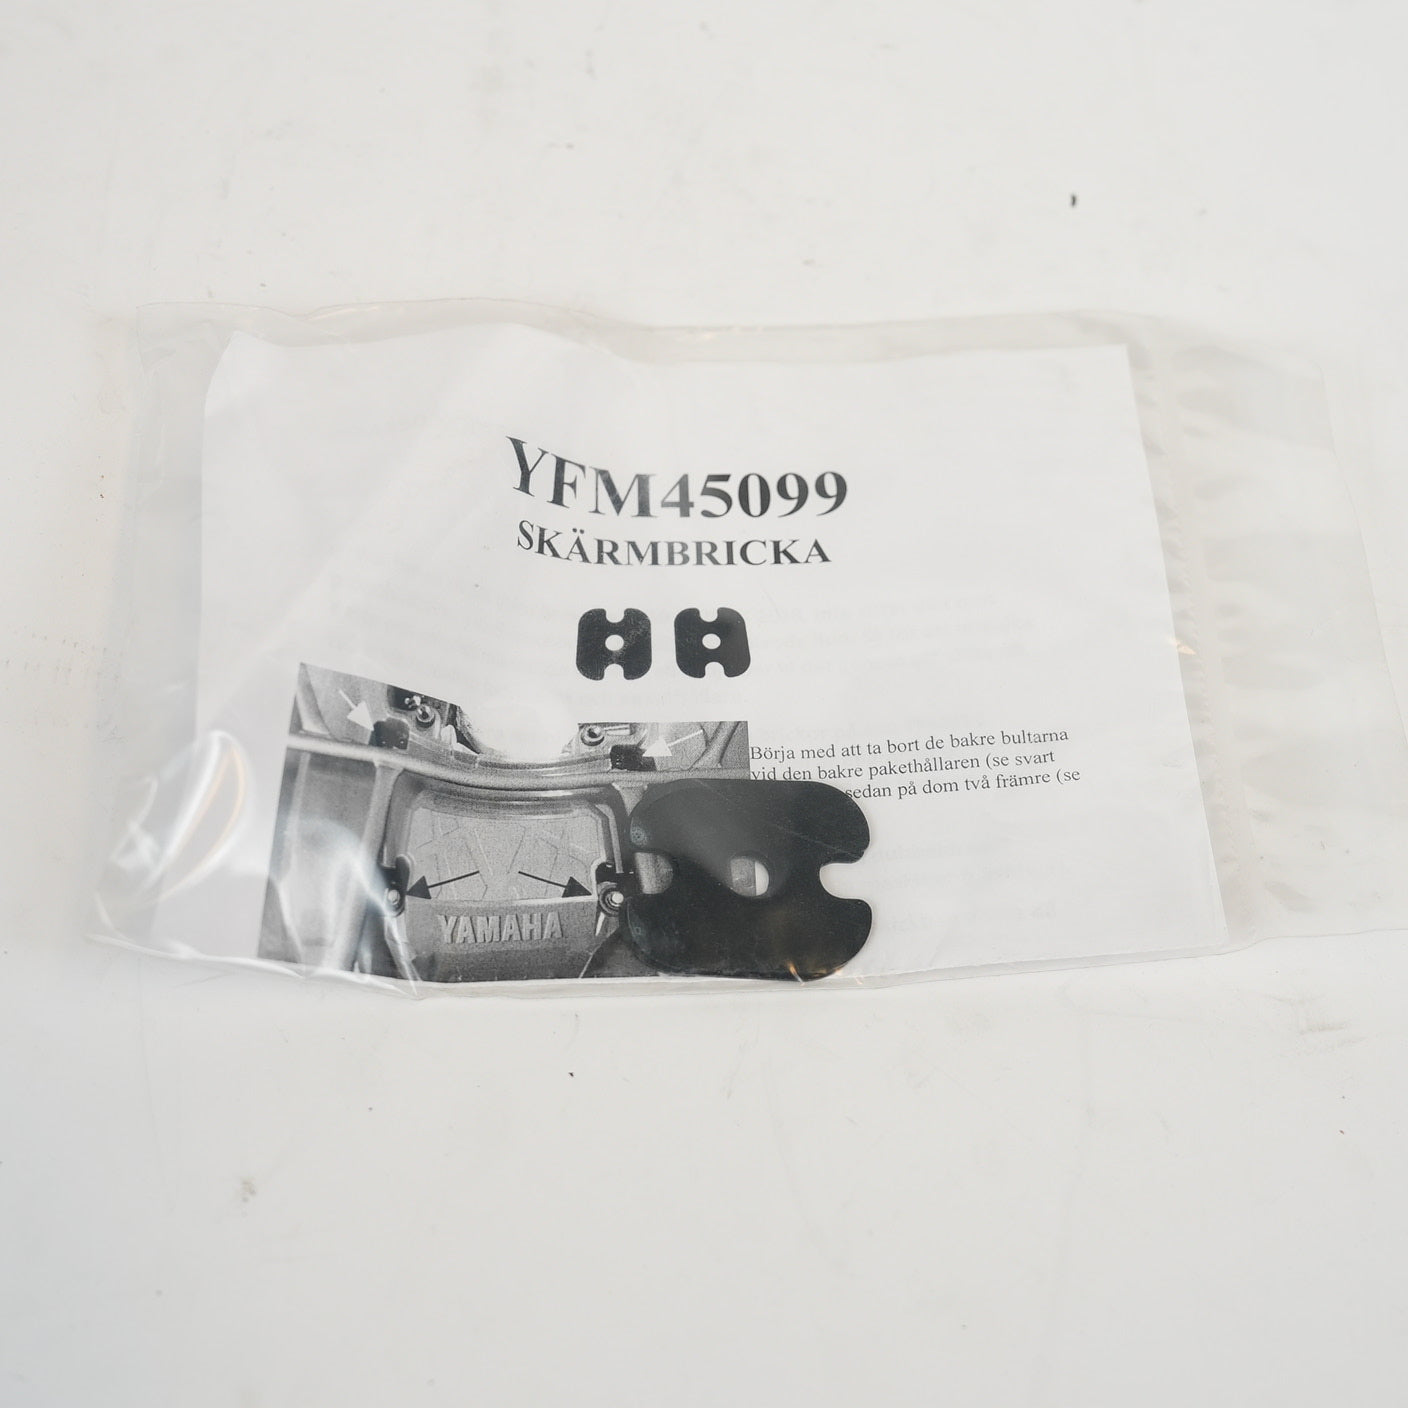 YFM45099
SKÄRMBRICKA
Börja med att ta bort de bakre bultarna
vid den bakre pakethållaren (se svart
sedan på dom två främre (se
YAMAHA